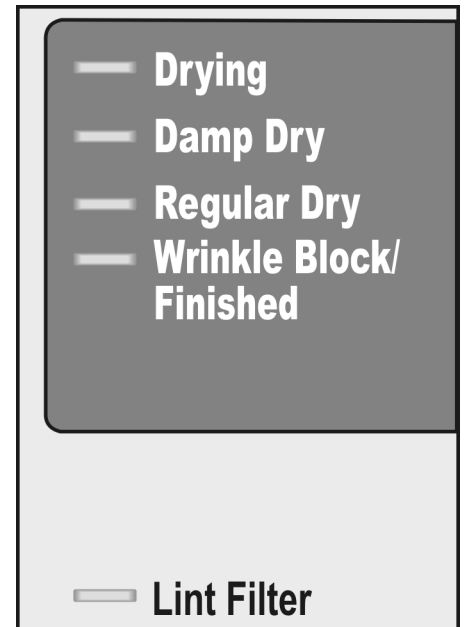 Drying
Damp Dry
Regular Dry
Wrinkle Block/
Finished
Lint Filter